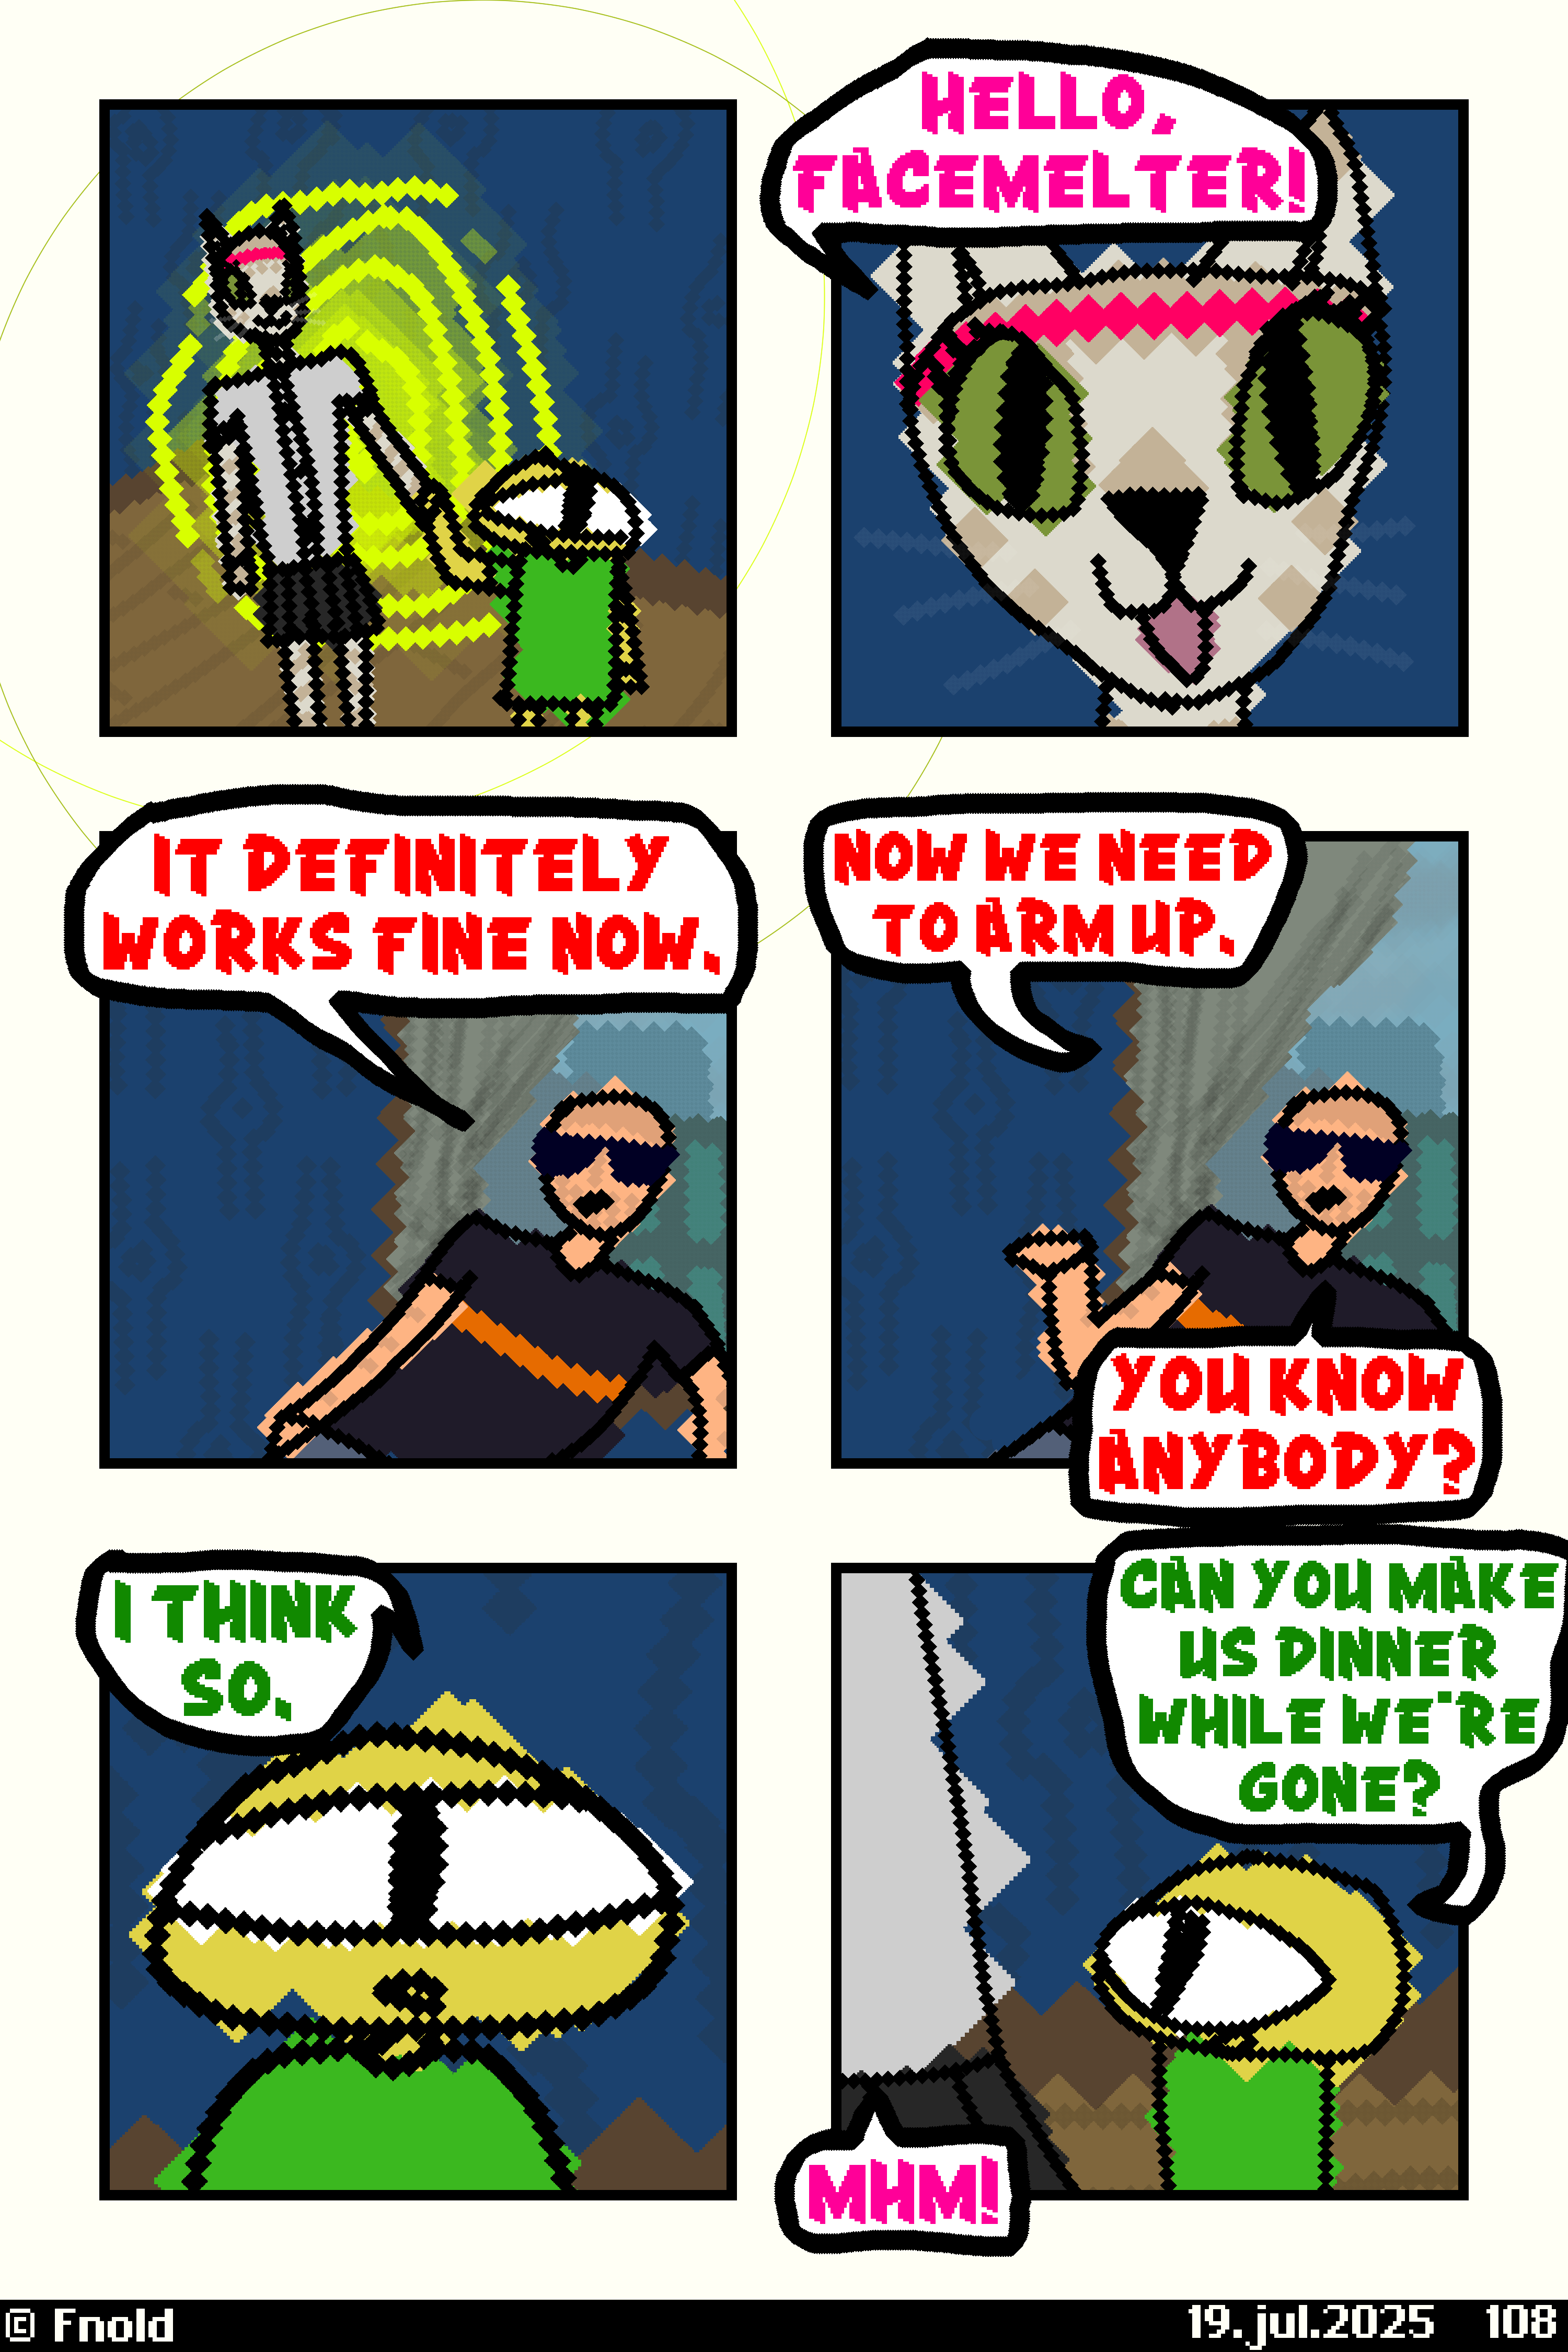 HELLO,
FACEMELTER!
IT DEFINITELY
WORKS FINE NOW.
NOW WE NEED
TO ARM UP.
YOU KNOW
ANYBODY?
I THINK
SO.
CAN YOU MAKE
US DINNER
WHILE WE'RE
GONE?
MHM!
© Fnold
19.jul.2025 108